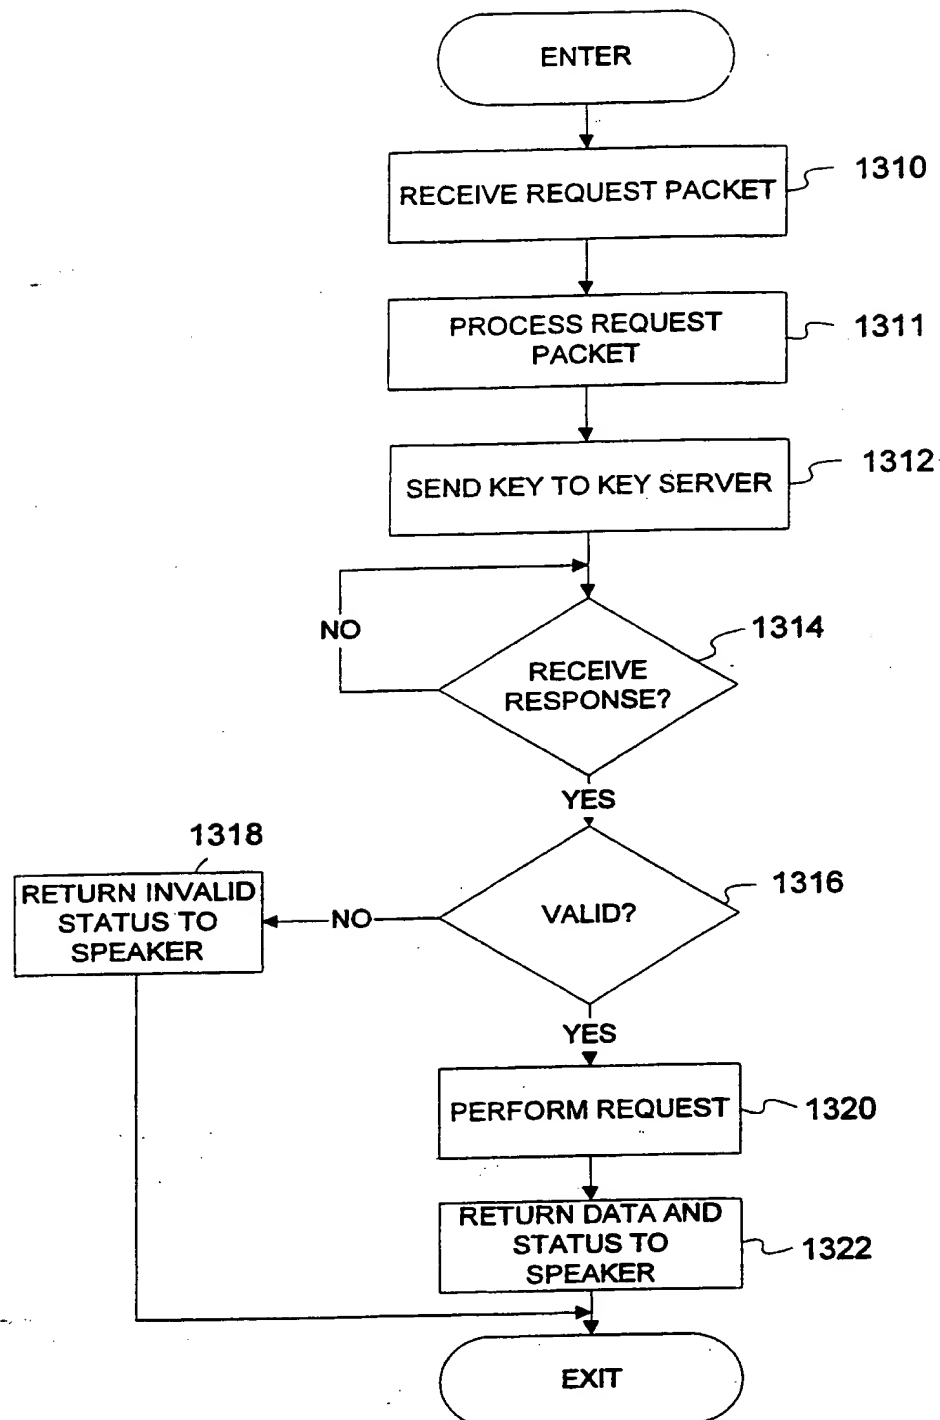 ENTER
RECEIVE REQUEST PACKET
1310
PROCESS REQUEST
PACKET
1311
SEND KEY TO KEY SERVER
1312
NO
RECEIVE
RESPONSE?
1314
YES
1318
RETURN INVALID
STATUS TO
SPEAKER
NO
VALID?
1316
YES
PERFORM REQUEST
1320
RETURN DATA AND
STATUS TO
SPEAKER
1322
EXIT